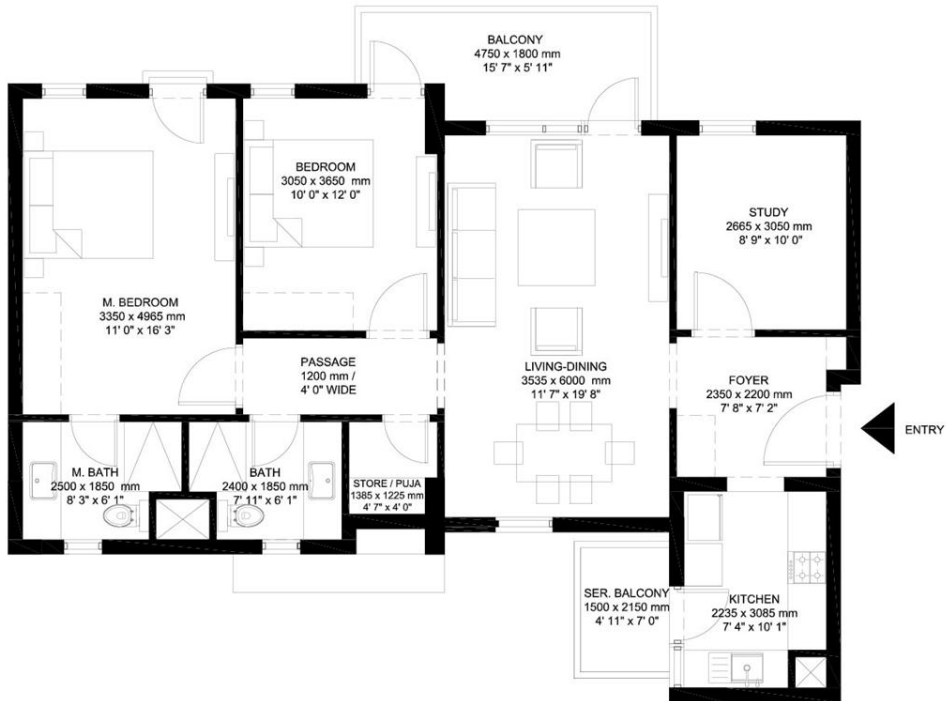 BALCONY
4750 x 1800 mm
15' 7" x 5' 11"
BEDROOM
3050 x 3650 mm
10' 0" x 12' 0"
STUDY
2665 x 3050 mm
8' 9" x 10' 0"
M. BEDROOM
3350 x 4965 mm
11' 0" x 16' 3"
PASSAGE
1200 mm /
4' 0" WIDE
LIVING-DINING
3535 x 6000 mm
11' 7" x 19' 8"
FOYER
2350 x 2200 mm
7' 8" x 7' 2"
ENTRY
M. BATH
2500 x 1850 mm
8' 3" x 6' 1"
BATH
2400 x 1850 mm
7' 11" x 6' 1"
STORE / PUJA
1385 x 1225 mm
4' 7" x 4' 0"
SER. BALCONY
1500 x 2150 mm
4' 11" x 7' 0"
KITCHEN
2235 x 3085 mm
7' 4" x 10' 1"